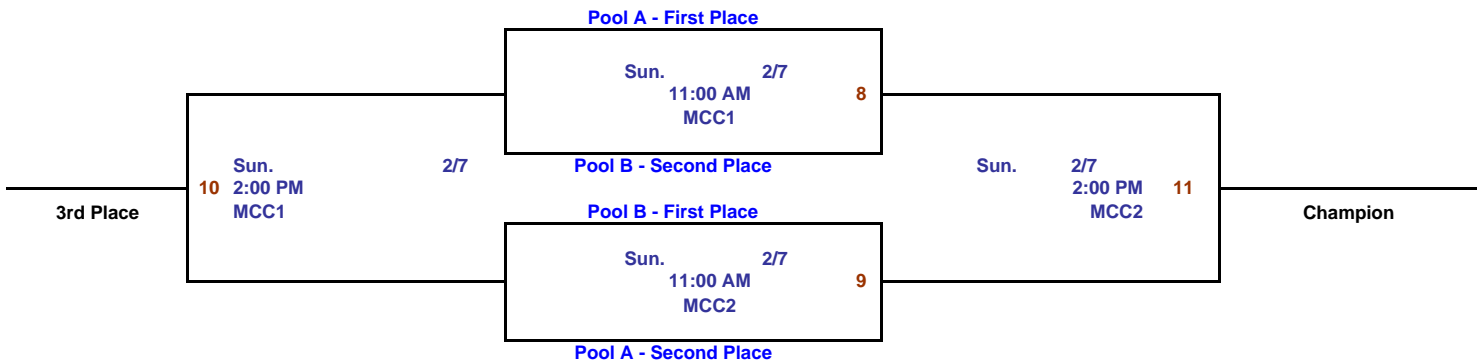 Pool A - First Place
Sun. 2/7
11:00 AM 8
MCC1
Pool B - Second Place
Sun. 2/7
10 2:00 PM
MCC1
3rd Place
Sun. 2/7
2:00 PM 11
MCC2
Champion
Pool B - First Place
Sun. 2/7
11:00 AM 9
MCC2
Pool A - Second Place